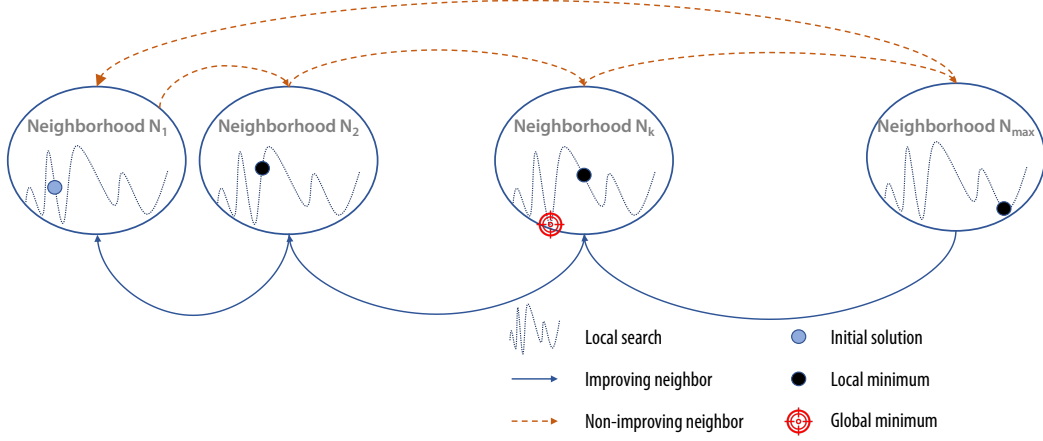 Neighborhood N1
Neighborhood N2
Neighborhood Nk
Neighborhood Nmax
Local search
Initial solution
Improving neighbor
Local minimum
Non-improving neighbor
Global minimum